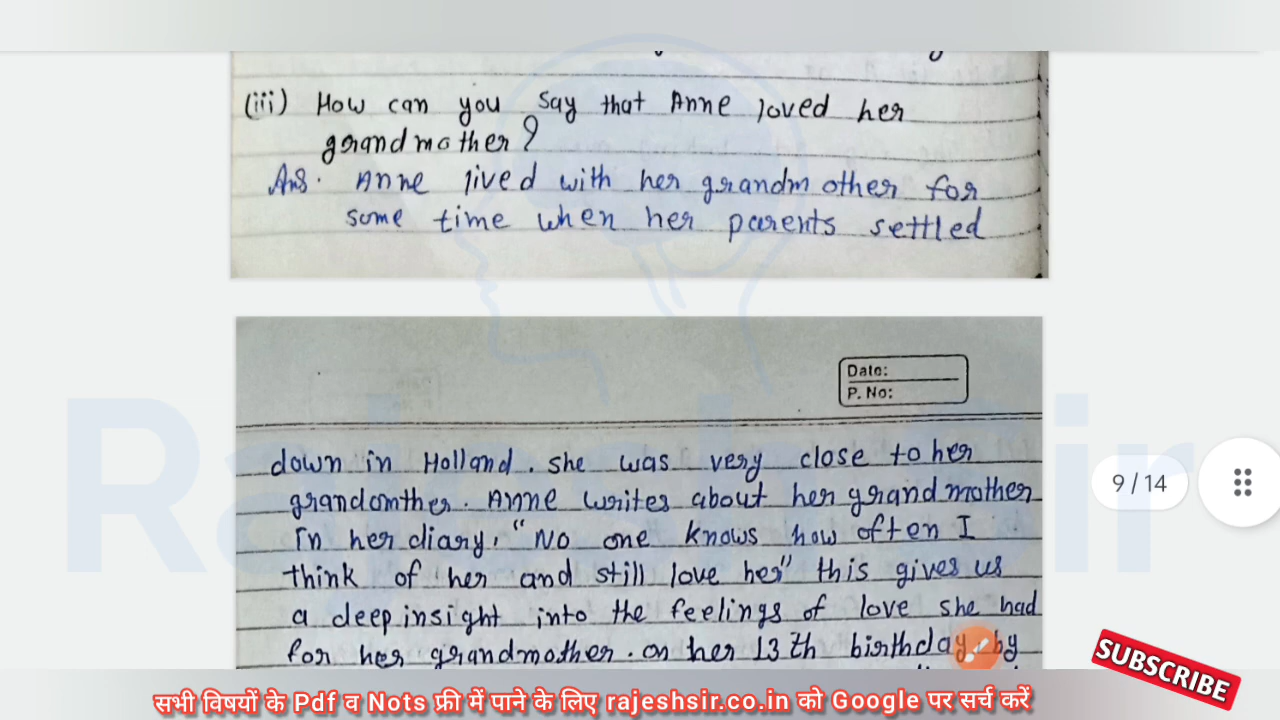 (iii) How can you say that Anne loved her
grandmother?
Ans. Anne lived with her grandmother for
some time when her parents settled
Date:
P. No:
down in Holland. she was very close to her
grandomther. Anne writes about her grandmother
In her diary, "No one knows how often I
think of her and still love her" this gives us
a deep insight into the feelings of love she had
for her grandmother. on her 13th birthday by
9 / 14
Rajesh Sir
SUBSCRIBE
सभी विषयों के Pdf व Nots फ्री में पाने के लिए rajeshsir.co.in को Google पर सर्च करें